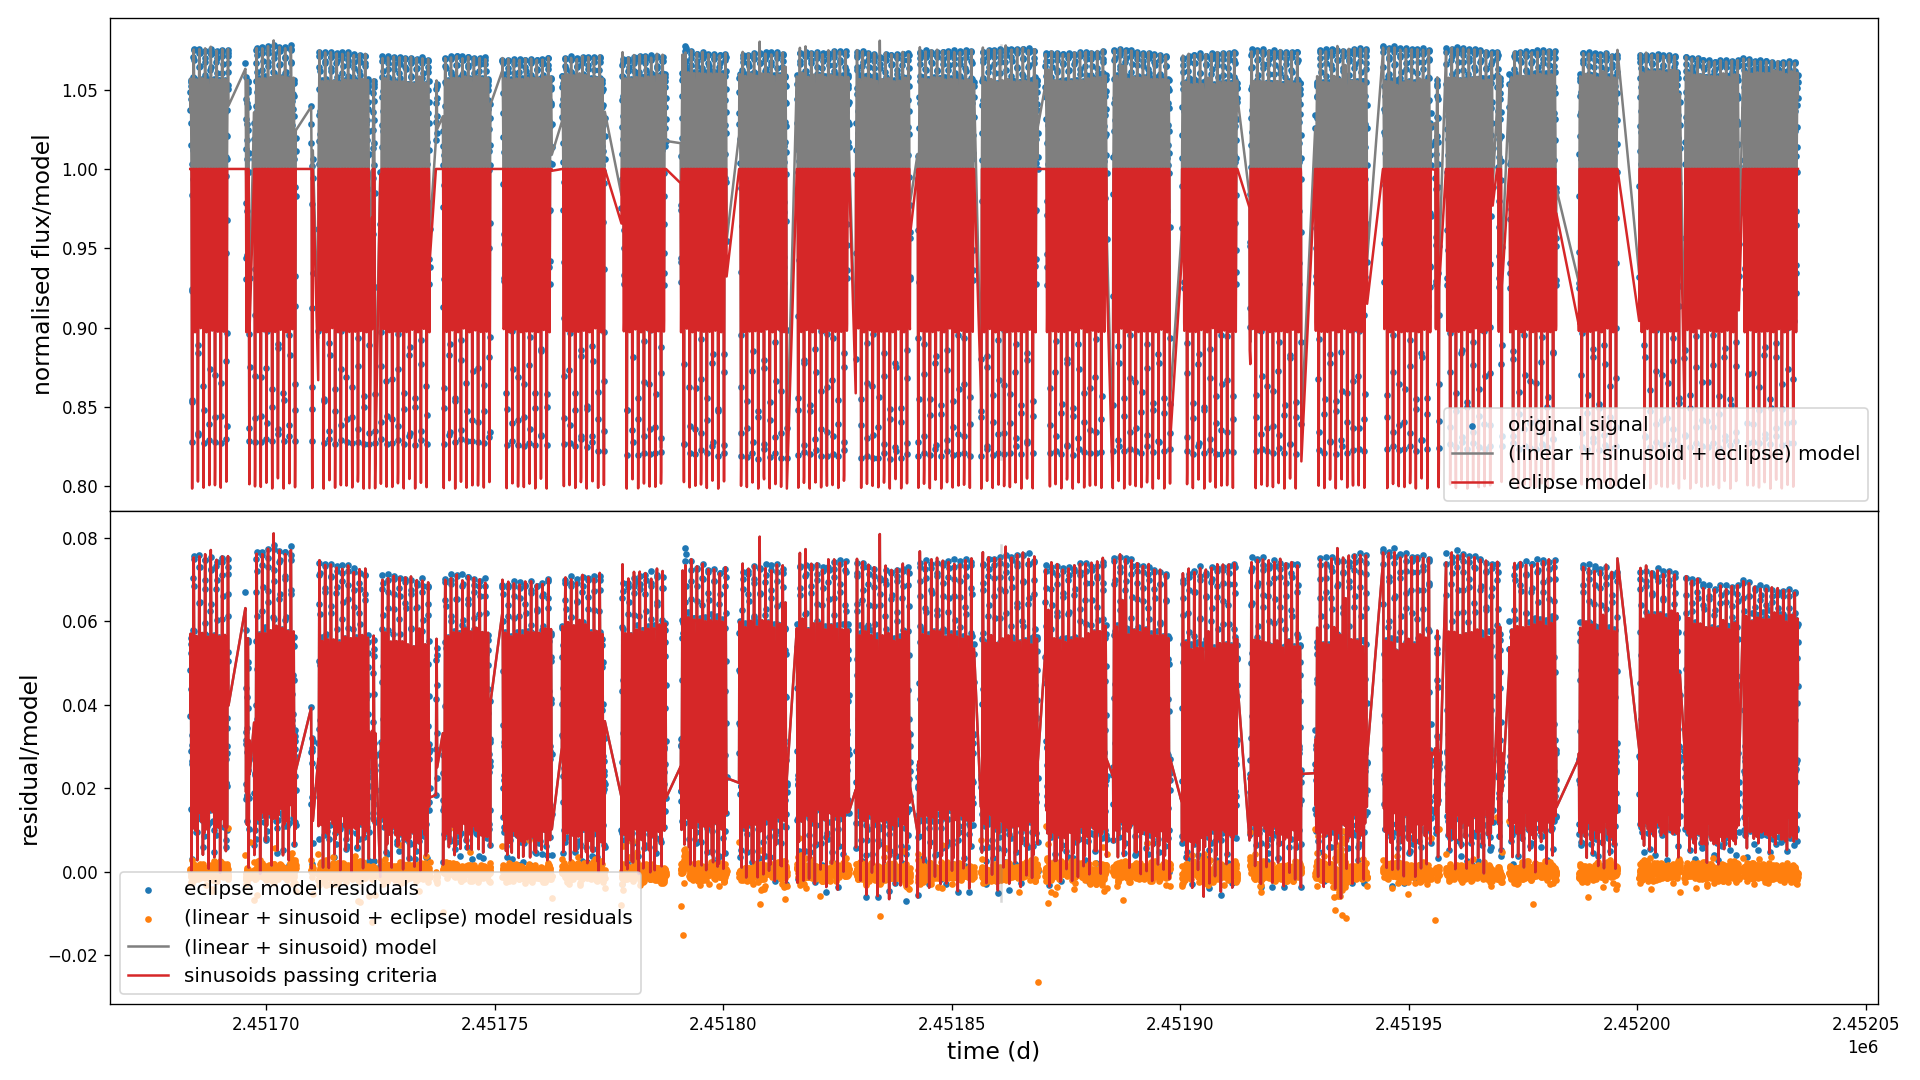 normalised flux/model
1.05
1.00
0.95
0.90
0.85
0.80
original signal
(linear + sinusoid + eclipse) model
eclipse model
residual/model
0.08
0.06
0.04
0.02
0.00
−0.02
eclipse model residuals
(linear + sinusoid + eclipse) model residuals
(linear + sinusoid) model
sinusoids passing criteria
2.45170 2.45175 2.45180 2.45185 2.45190 2.45195 2.45200 2.45205
1e6
time (d)